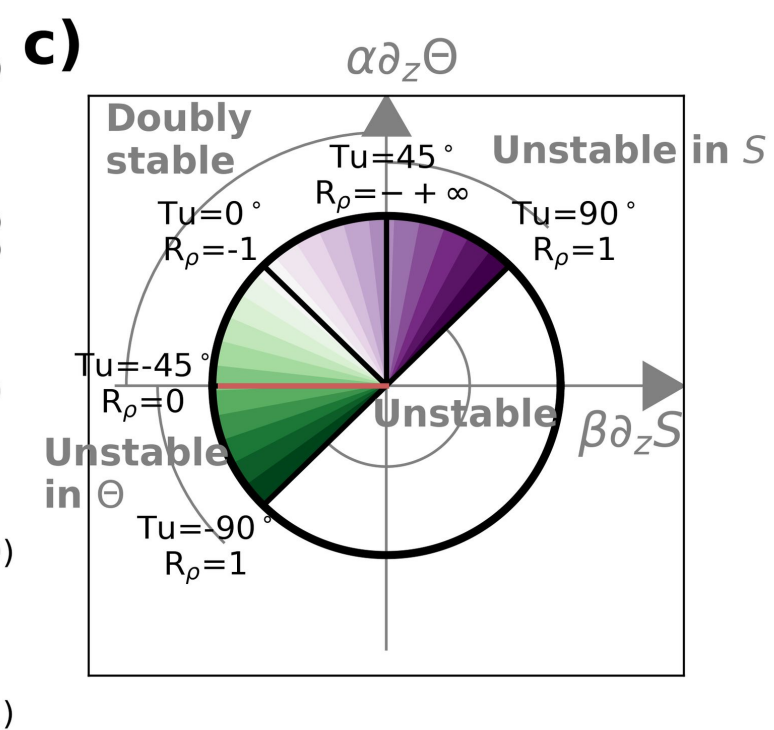 c)
α∂zΘ
Doubly
stable
Unstable in S
Tu=45°
Rρ=− + ∞
Tu=0°
Rρ=-1
Tu=90°
Rρ=1
Tu=-45°
Rρ=0
Unstable
β∂zS
Unstable
in Θ
Tu=-90°
Rρ=1
)
)